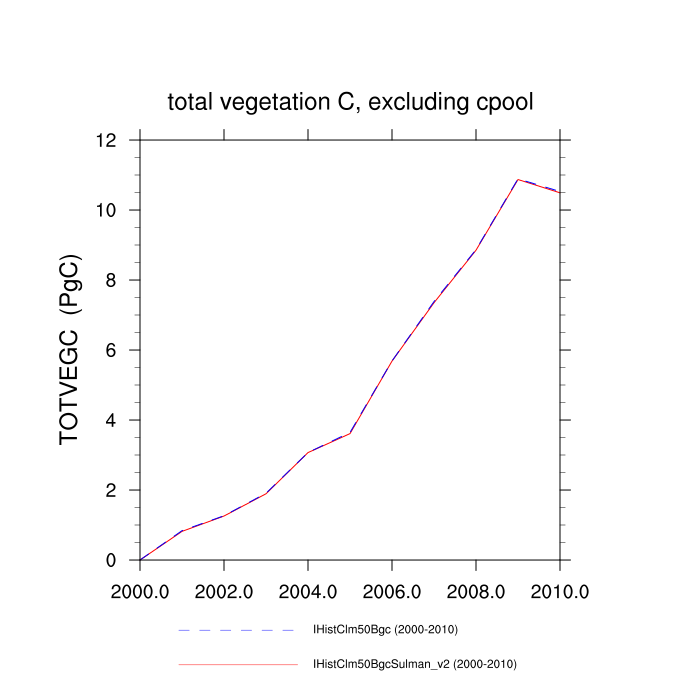 total vegetation C, excluding cpool
TOTVEGC (PgC)
12
10
8
6
4
2
0
2000.0 2002.0 2004.0 2006.0 2008.0 2010.0
IHistClm50Bgc (2000-2010)
IHistClm50BgcSulman_v2 (2000-2010)